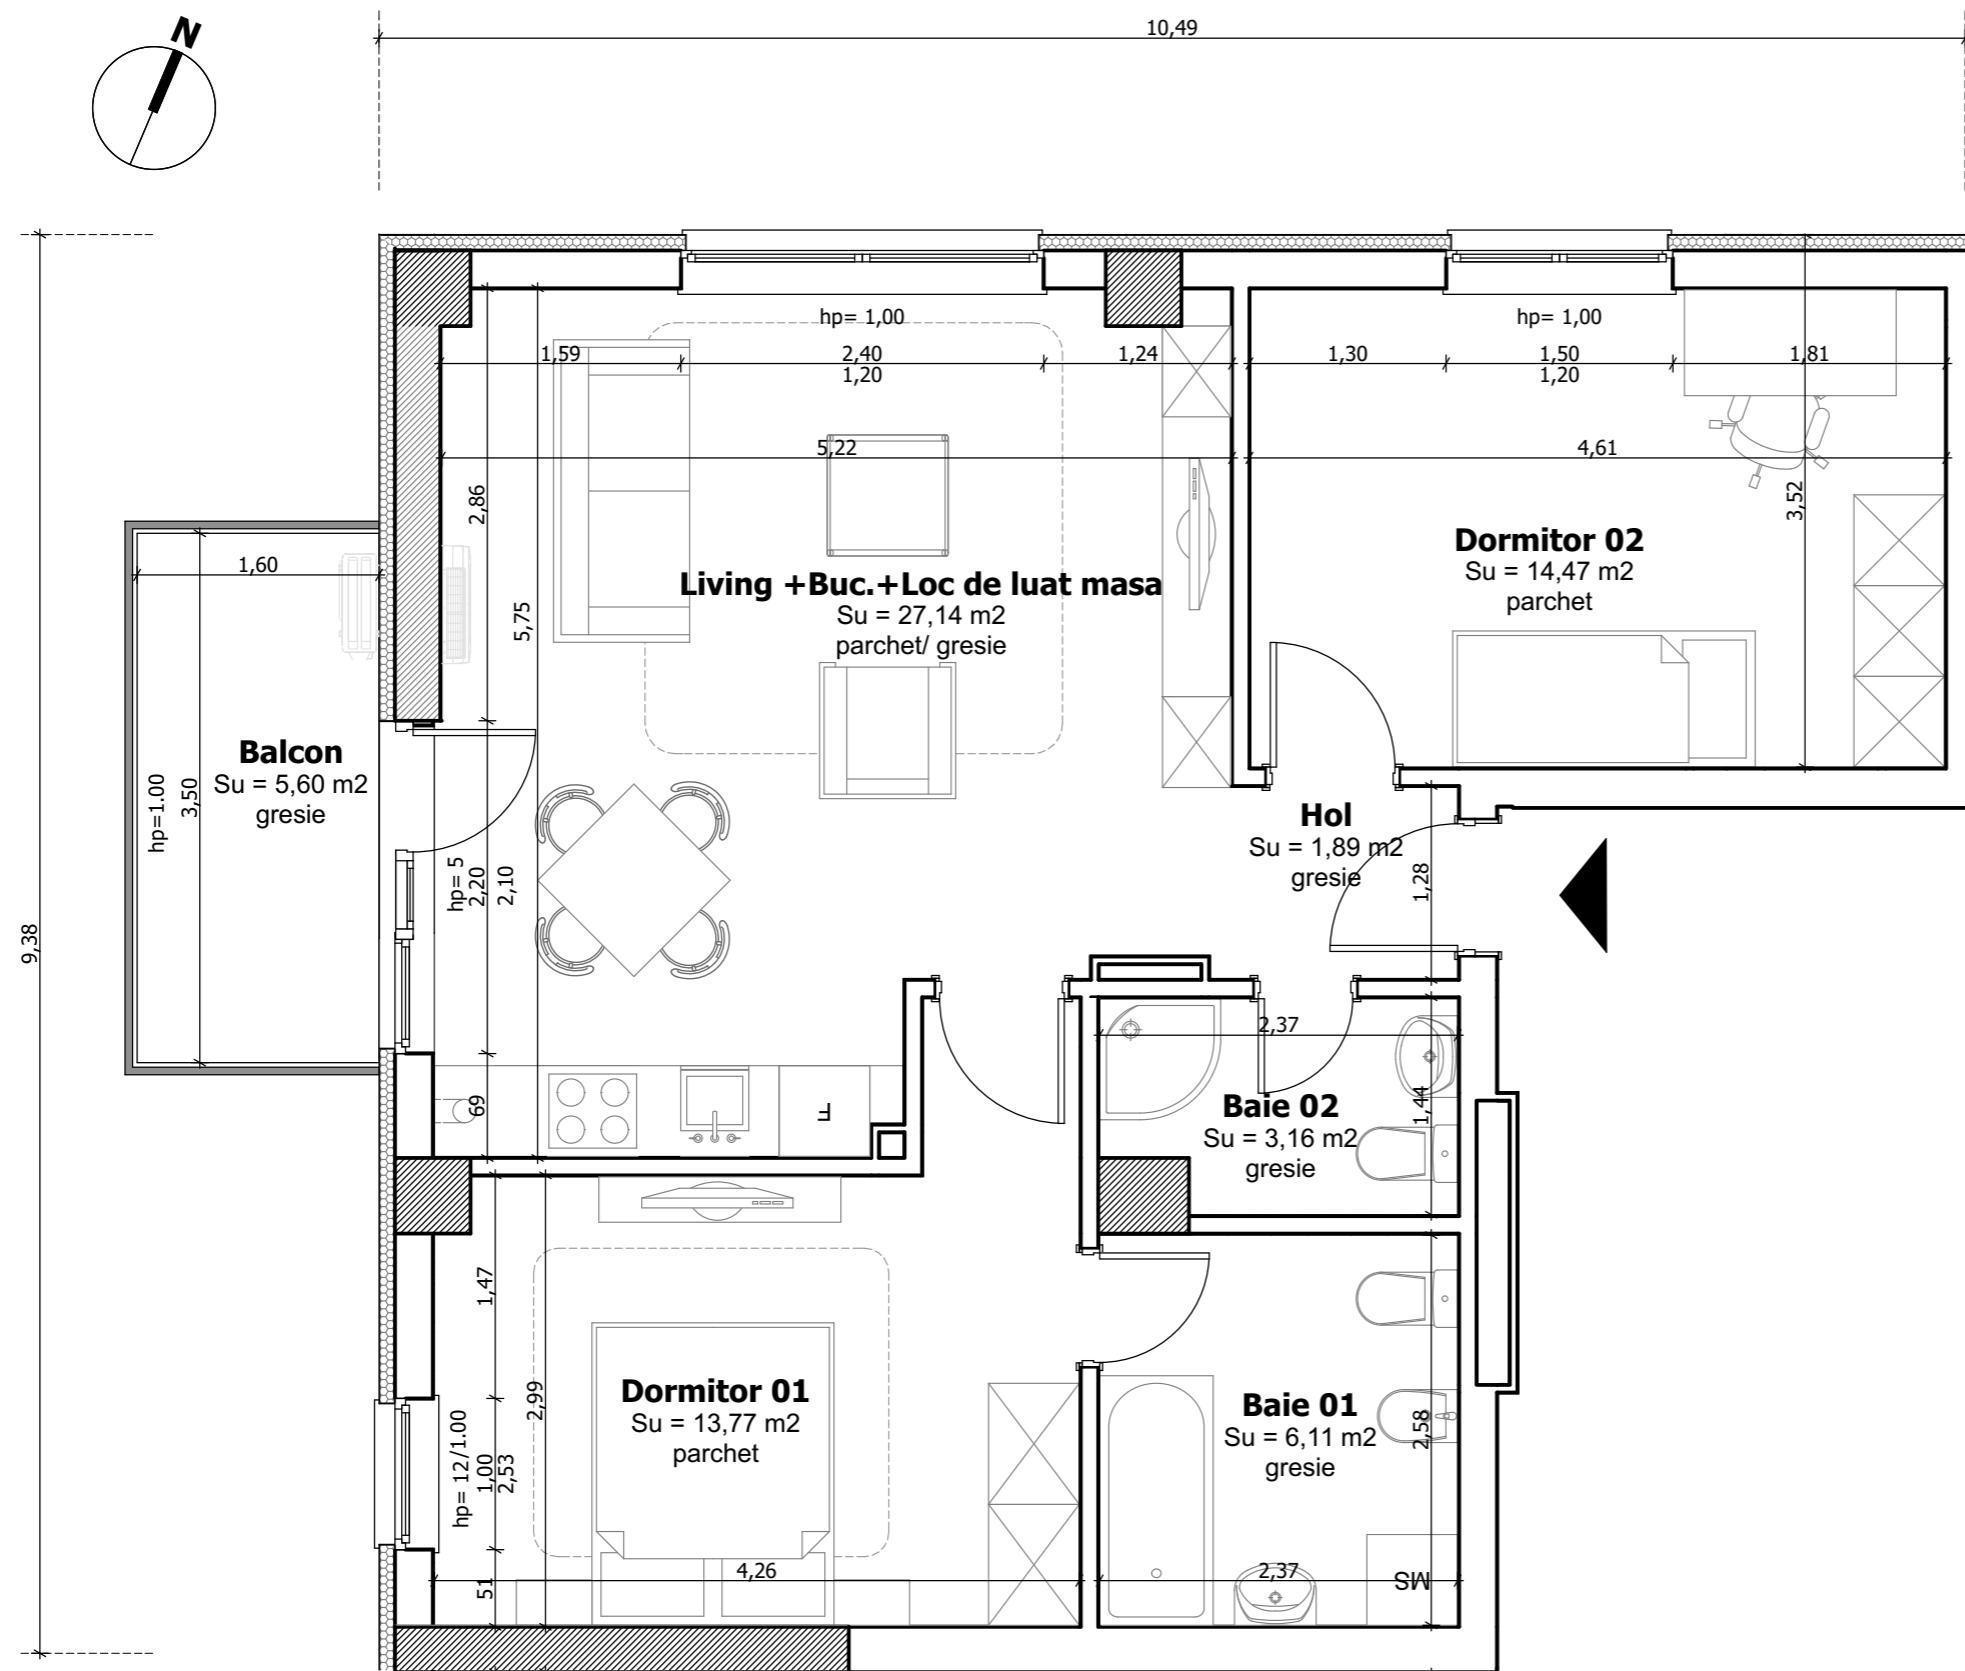 N
10,49
hp= 1,00
hp= 1,00
1,59
2,40
1,20
1,24
1,30
1,50
1,20
1,81
5,22
4,61
2,86
3,52
Dormitor 02
Su = 14,47 m2
parchet
1,60
Living +Buc.+Loc de luat masa
Su = 27,14 m2
parchet/ gresie
5,75
Balcon
Su = 5,60 m2
gresie
hp=1.00
3,50
Hol
Su = 1,89 m2
gresie
1,28
hp= 5
2,20
2,10
9,38
2,37
69
F
Baie 02
Su = 3,16 m2
gresie
1,44
1,47
2,99
Dormitor 01
Su = 13,77 m2
parchet
Baie 01
Su = 6,11 m2
gresie
2,58
hp= 12/1.00
1,00
2,53
4,26
2,37
MS
51